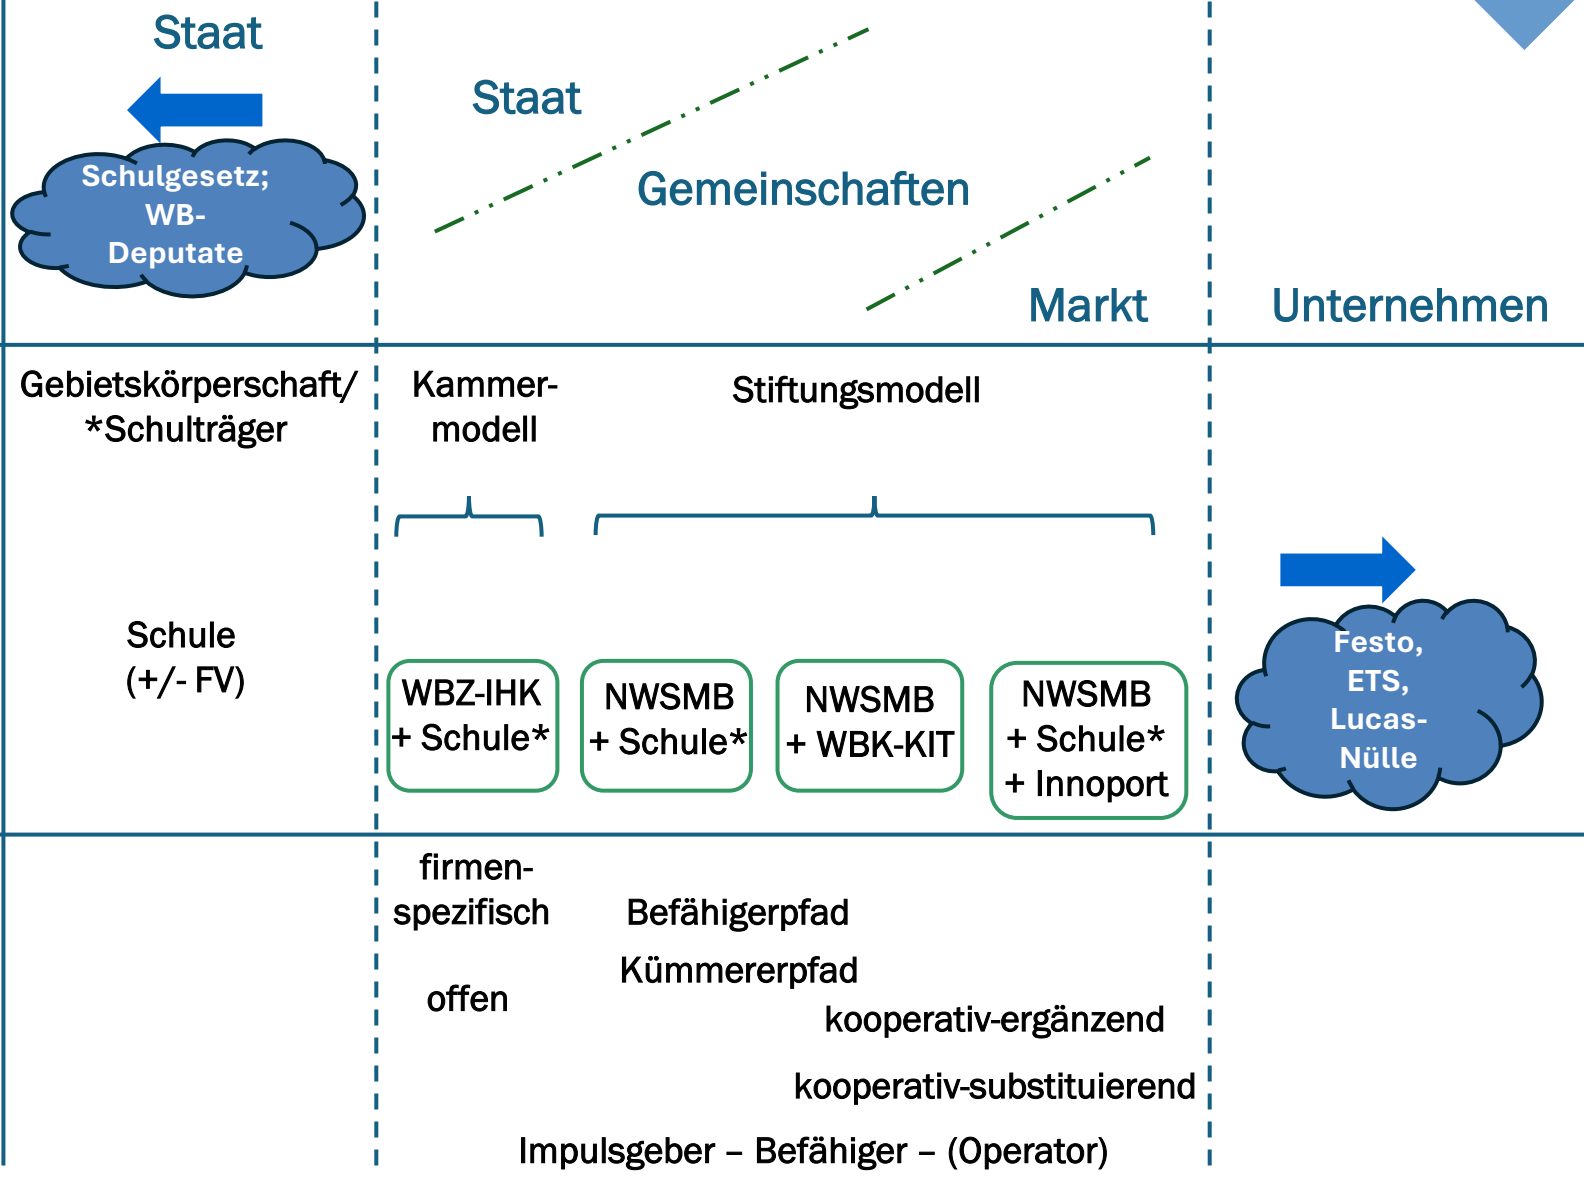 Staat
Schulgesetz;
WB-
Deputate
Staat
Gemeinschaften
Markt
Unternehmen
Gebietskörperschaft/
*Schulträger
Kammer-
modell
Stiftungsmodell
Schule
(+/- FV)
WBZ-IHK
+ Schule*
NWSMB
+ Schule*
NWSMB
+ WBK-KIT
NWSMB
+ Schule*
+ Innoport
Festo,
ETS,
Lucas-
Nülle
firmen-
spezifisch
offen
Befähigerpfad
Kümmererpfad
kooperativ-ergänzend
kooperativ-substituierend
Impulsgeber – Befähiger – (Operator)